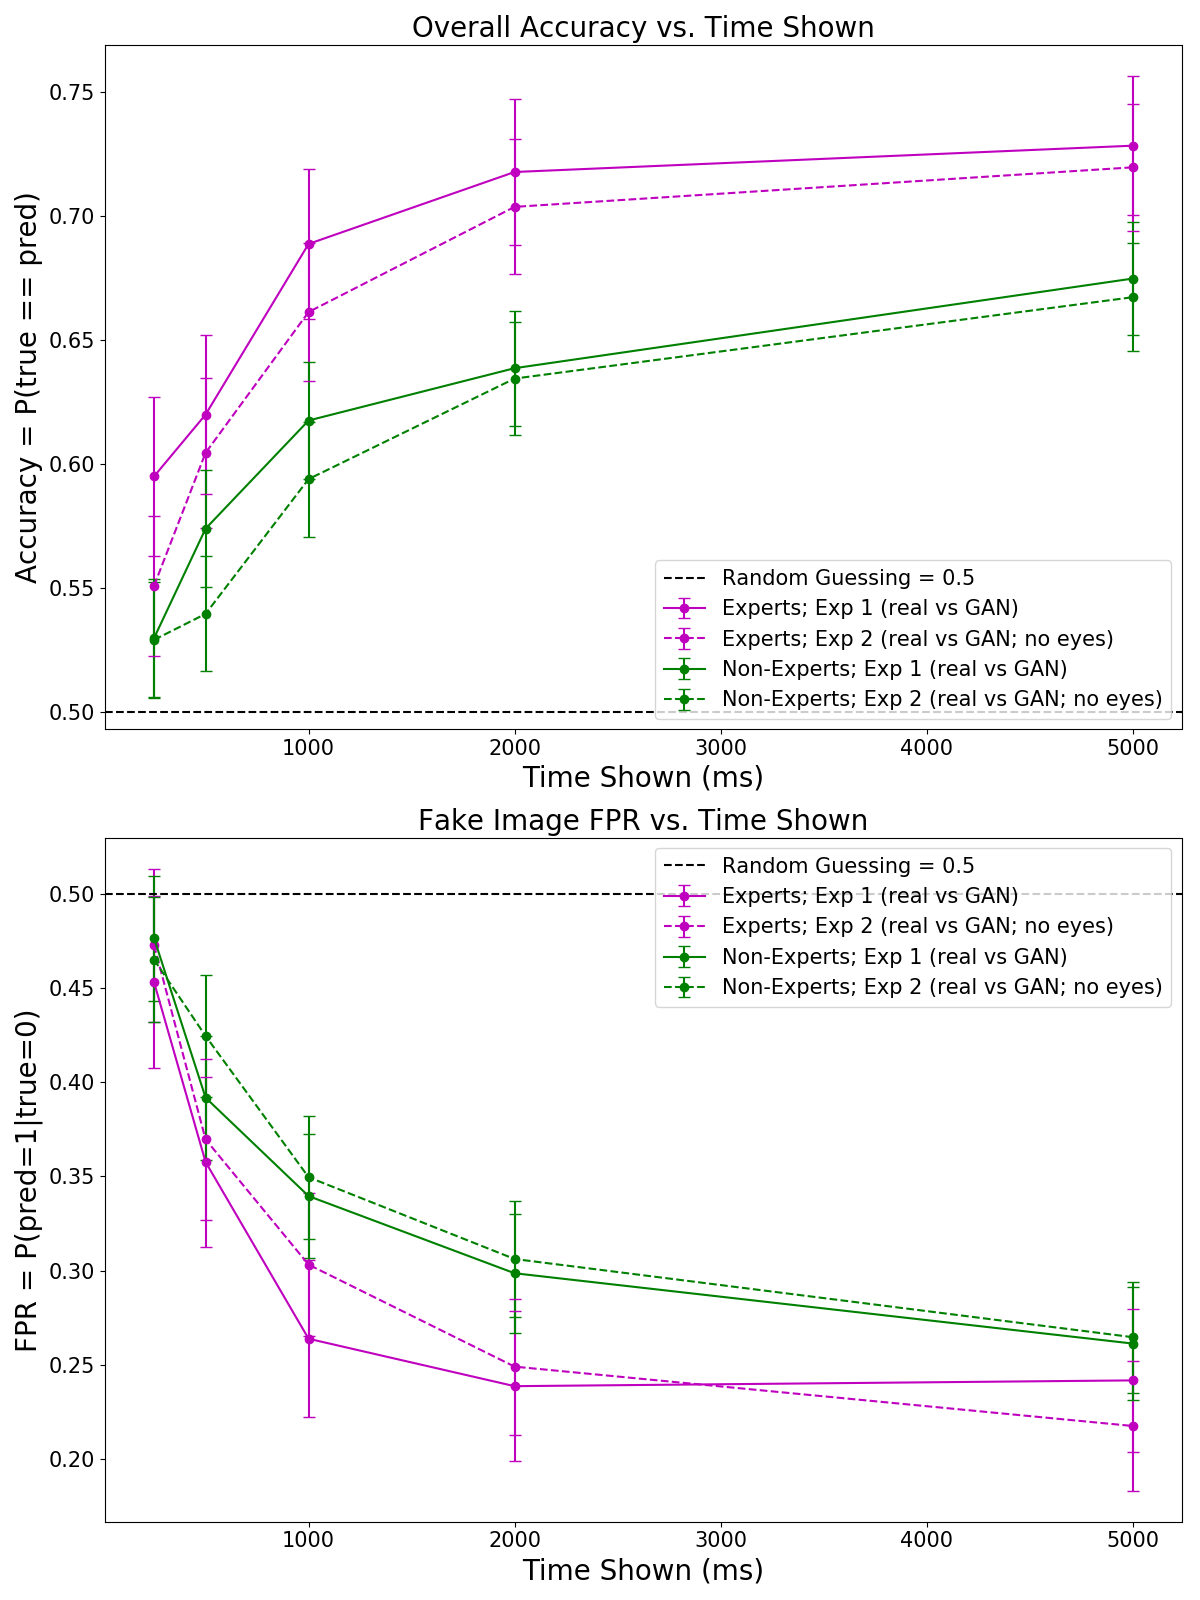 Overall Accuracy vs. Time Shown
Accuracy = P(true == pred)
0.75
0.70
0.65
0.60
0.55
0.50
Random Guessing = 0.5
Experts; Exp 1 (real vs GAN)
Experts; Exp 2 (real vs GAN; no eyes)
Non-Experts; Exp 1 (real vs GAN)
Non-Experts; Exp 2 (real vs GAN; no eyes)
1000 2000 3000 4000 5000
Time Shown (ms)
Fake Image FPR vs. Time Shown
FPR = P(pred=1|true=0)
0.50
0.45
0.40
0.35
0.30
0.25
0.20
Random Guessing = 0.5
Experts; Exp 1 (real vs GAN)
Experts; Exp 2 (real vs GAN; no eyes)
Non-Experts; Exp 1 (real vs GAN)
Non-Experts; Exp 2 (real vs GAN; no eyes)
1000 2000 3000 4000 5000
Time Shown (ms)